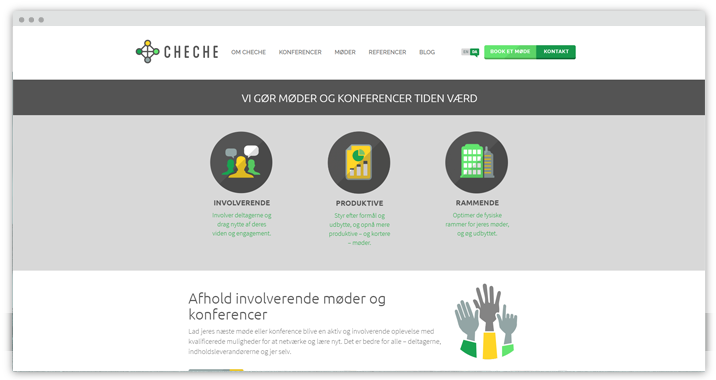 CHECHE OM CHECHE KONFERENCER MØDER REFERENCER BLOG EN DA BOOK ET MØDE KONTAKT
VI GØR MØDER OG KONFERENCER TIDEN VÆRD
INVOLVERENDE
Involver deltagerne og
drag nytte af deres
viden og engagement.
PRODUKTIVE
Styr efter formål og
udbytte, og opnå mere
produktive – og kortere
– møder.
RAMMENDE
Optimer de fysiske
rammer for jeres møder,
og øg udbyttet.
Afhold involverende møder og
konferencer
Lad jeres næste møde eller konference blive en aktiv og involverende oplevelse med
kvalificerede muligheder for at netværke og lære nyt. Det er bedre for alle – deltagerne,
indholdsleverandørerne og jer selv.